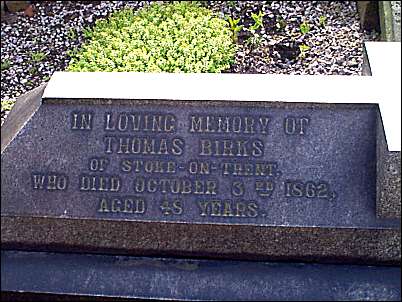 IN LOVING MEMORY OF
THOMAS BIRKS
OF STOKE-ON-TRENT.
WHO DIED OCTOBER 3RD 1862,
AGED 48 YEARS.